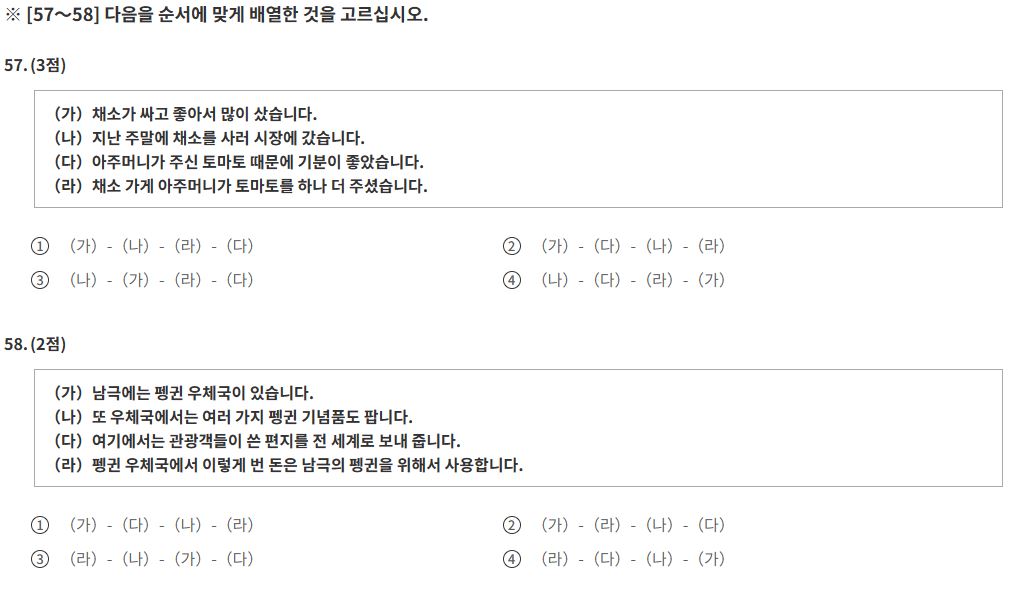 ※ [57~58] 다음을 순서에 맞게 배열한 것을 고르십시오.
57. (3점)
(가) 채소가 싸고 좋아서 많이 샀습니다.
(나) 지난 주말에 채소를 사러 시장에 갔습니다.
(다) 아주머니가 주신 토마토 때문에 기분이 좋았습니다.
(라) 채소 가게 아주머니가 토마토를 하나 더 주셨습니다.
① (가) - (나) - (라) - (다) ② (가) - (다) - (나) - (라)
③ (나) - (가) - (라) - (다) ④ (나) - (다) - (라) - (가)
58. (2점)
(가) 남극에는 펭귄 우체국이 있습니다.
(나) 또 우체국에서는 여러 가지 펭귄 기념품도 팝니다.
(다) 여기에서는 관광객들이 쓴 편지를 전 세계로 보내 줍니다.
(라) 펭귄 우체국에서 이렇게 번 돈은 남극의 펭귄을 위해서 사용합니다.
① (가) - (다) - (나) - (라) ② (가) - (라) - (나) - (다)
③ (라) - (나) - (가) - (다) ④ (라) - (다) - (나) - (가)